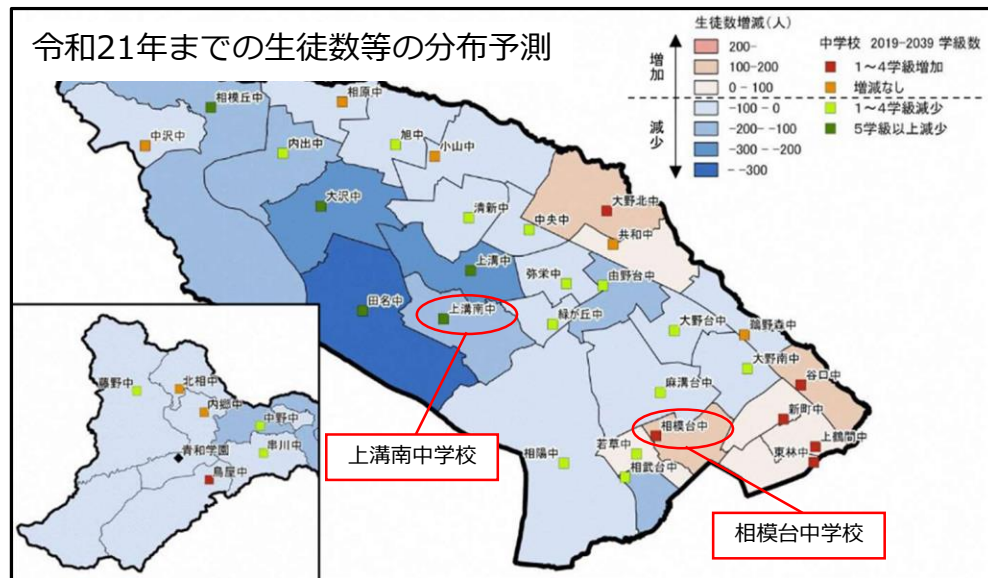 令和21年までの生徒数等の分布予測
生徒数増減(人)
増加
減少
200-
100-200
0-100
-100-0
-200--100
-300--200
--300
中学校 2019-2039 学級数
1~4学級増加
増減なし
1~4学級減少
5学級以上減少
相模丘中
相原中
中沢中
内出中
旭中
小山中
大沢中
清新中
中央中
大野北中
共和中
上溝中
弥栄中
由野台中
田名中
上溝南中
緑が丘中
大野台中
鵜野森中
大野南中
谷口中
麻溝台中
新町中
相模台中
上鶴間中
東林中
若草中
相陽中
相武台中
藤野中
北相中
内郷中
中野中
串川中
青和学園
鳥屋中
上溝南中学校
相模台中学校